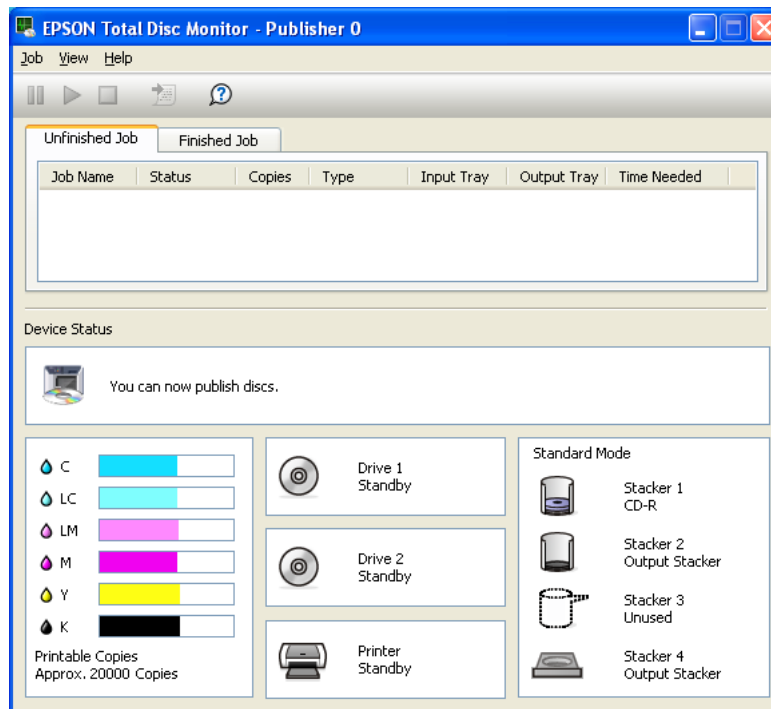 EPSON Total Disc Monitor - Publisher 0
Job View Help
Unfinished Job Finished Job
Job Name Status Copies Type Input Tray Output Tray Time Needed
Device Status
You can now publish discs.
C
LC
LM
M
Y
K
Printable Copies
Approx. 20000 Copies
Drive 1
Standby
Drive 2
Standby
Printer
Standby
Standard Mode
Stacker 1
CD-R
Stacker 2
Output Stacker
Stacker 3
Unused
Stacker 4
Output Stacker